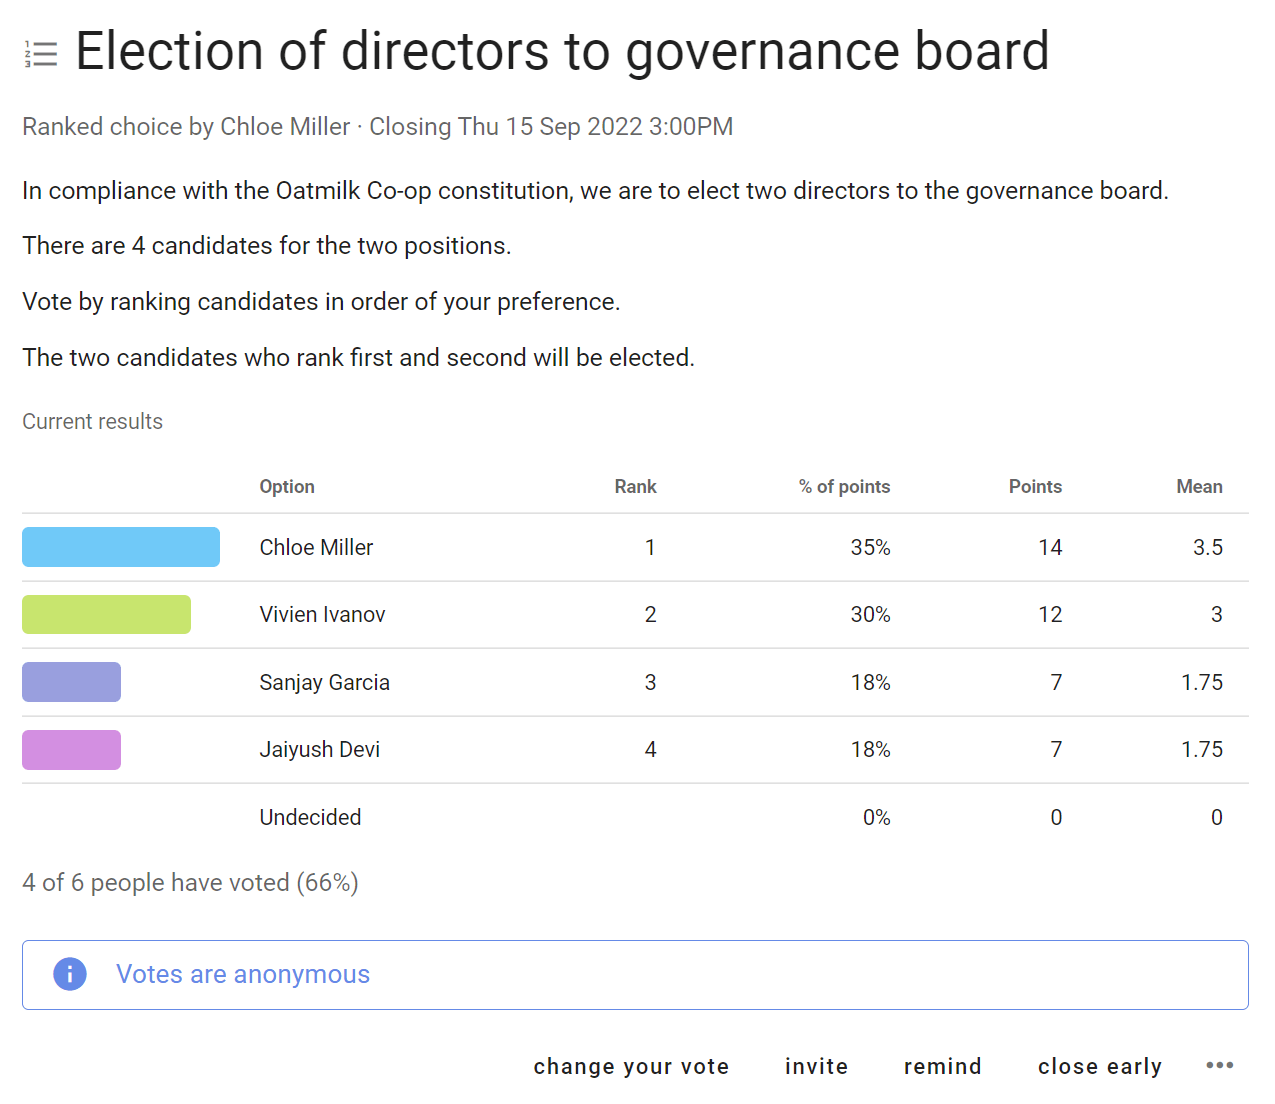 Election of directors to governance board
Ranked choice by Chloe Miller · Closing Thu 15 Sep 2022 3:00PM
In compliance with the Oatmilk Co-op constitution, we are to elect two directors to the governance board.
There are 4 candidates for the two positions.
Vote by ranking candidates in order of your preference.
The two candidates who rank first and second will be elected.
Current results
Option Rank % of points Points Mean
Chloe Miller 1 35% 14 3.5
Vivien Ivanov 2 30% 12 3
Sanjay Garcia 3 18% 7 1.75
Jaiyush Devi 4 18% 7 1.75
Undecided 0% 0 0
4 of 6 people have voted (66%)
Votes are anonymous
change your vote invite remind close early